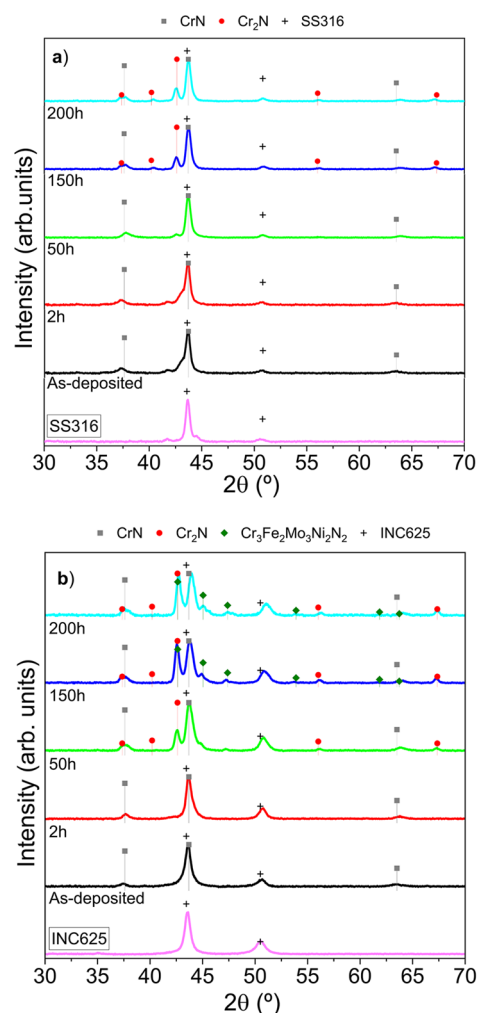 CrN Cr₂N + SS316
a)
200h
150h
50h
2h
As-deposited
SS316
Intensity (arb.units)
30 35 40 45 50 55 60 65 70
2θ (º)
CrN Cr₂N Cr₃Fe₂Mo₃Ni₂N₂ + INC625
b)
200h
150h
50h
2h
As-deposited
INC625
Intensity (arb. units)
30 35 40 45 50 55 60 65 70
2θ (º)